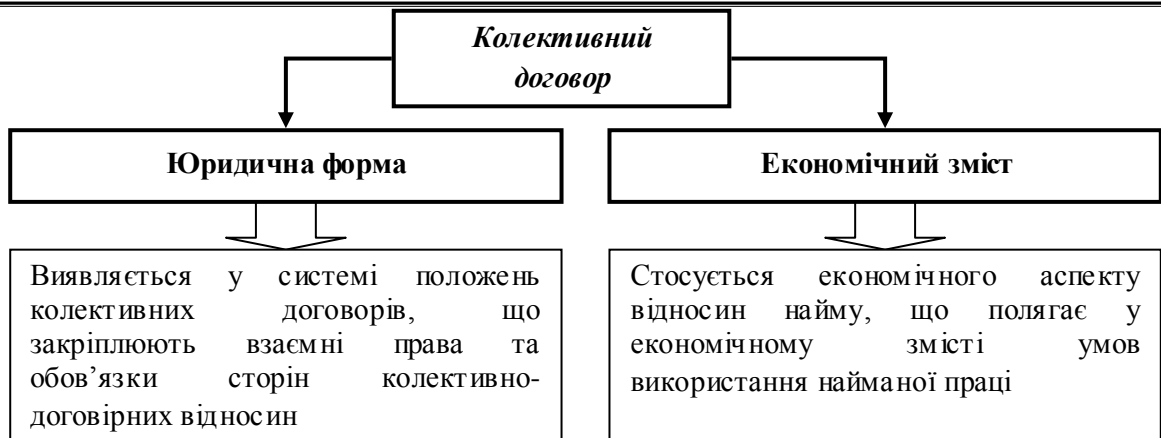 Колективний
договор
Юридична форма
Економічний зміст
Виявляється у системі положень
колективних договорів, що
закріплюють взаємні права та
обов’язки сторін колективно-
договірних відносин
Стосується економічного аспекту
відносин найму, що полягає у
економічному змісті умов
використання найманої праці